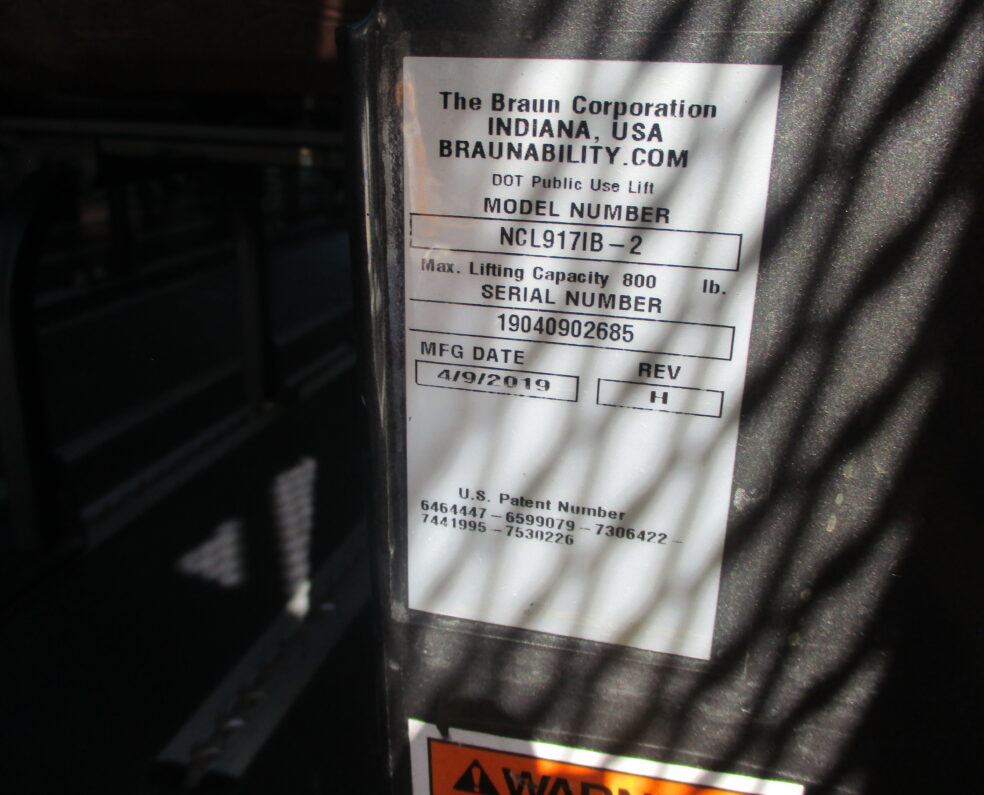 The Braun Corporation
INDIANA, USA
BRAUNABILITY.COM
DOT Public Use Lift
MODEL NUMBER
NCL917IB-2
Max. Lifting Capacity 800 lb.
SERIAL NUMBER
19040902685
MFG DATE REV
4/9/2019 H
U.S. Patent Number
6464447-6599079-7306422-
7441995-7530226